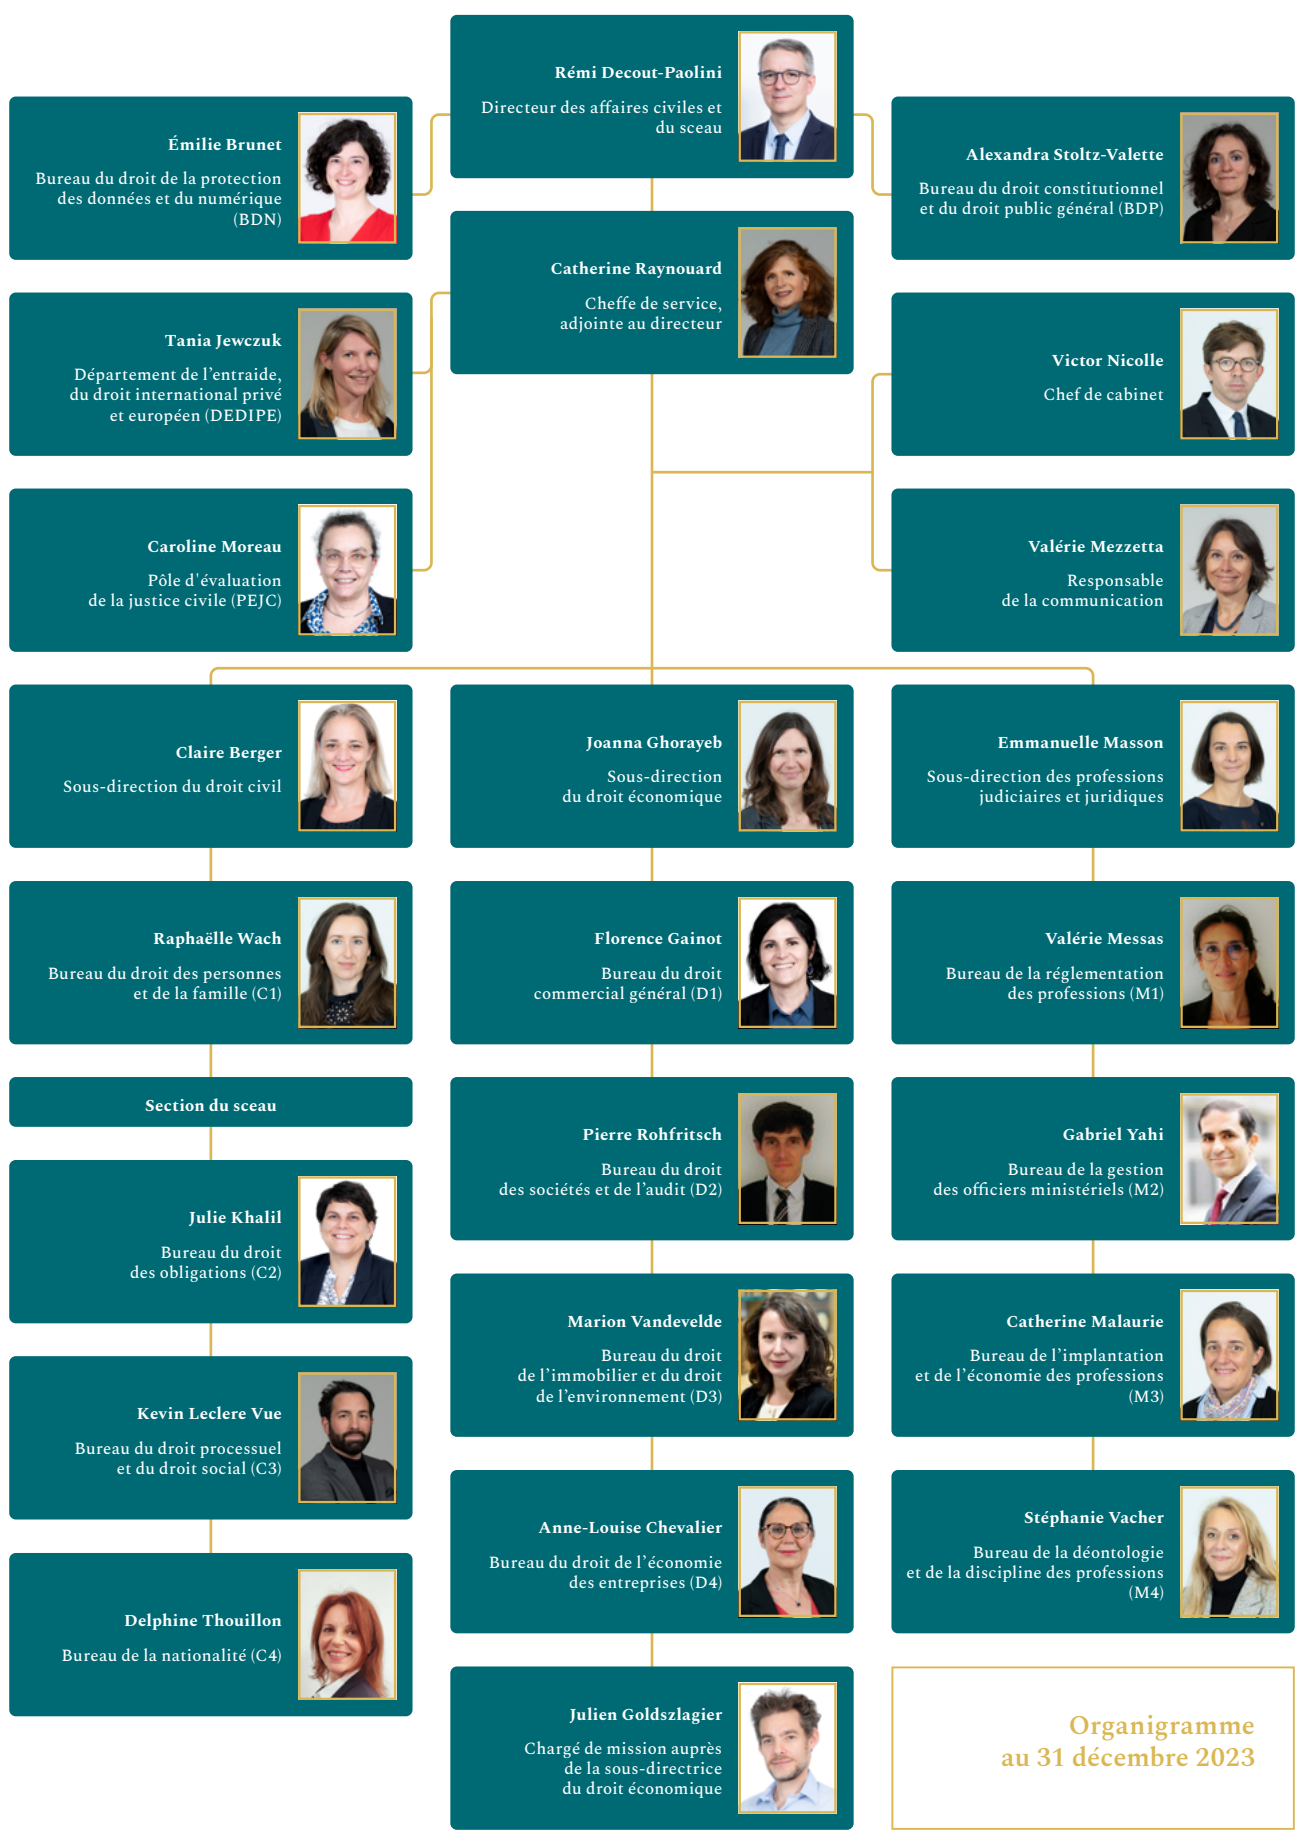 Rémi Decout-Paolini
Directeur des affaires civiles et
du sceau
Émilie Brunet
Bureau du droit de la protection
des données et du numérique
(BDN)
Alexandra Stoltz-Valette
Bureau du droit constitutionnel
et du droit public général (BDP)
Catherine Raynouard
Cheffe de service,
adjointe au directeur
Tania Jewczuk
Département de l’entraide,
du droit international privé
et européen (DEDIPE)
Victor Nicolle
Chef de cabinet
Caroline Moreau
Pôle d'évaluation
de la justice civile (PEJC)
Valérie Mezzetta
Responsable
de la communication
Claire Berger
Sous-direction du droit civil
Joanna Ghorayeb
Sous-direction
du droit économique
Emmanuelle Masson
Sous-direction des professions
judiciaires et juridiques
Raphaëlle Wach
Bureau du droit des personnes
et de la famille (C1)
Florence Gainot
Bureau du droit
commercial général (D1)
Valérie Messas
Bureau de la réglementation
des professions (M1)
Section du sceau
Pierre Rohfritsch
Bureau du droit
des sociétés et de l’audit (D2)
Gabriel Yahi
Bureau de la gestion
des officiers ministériels (M2)
Julie Khalil
Bureau du droit
des obligations (C2)
Marion Vandevelde
Bureau du droit
de l’immobilier et du droit
de l’environnement (D3)
Catherine Malaurie
Bureau de l’implantation
et de l’économie des professions
(M3)
Kevin Leclere Vue
Bureau du droit processuel
et du droit social (C3)
Anne-Louise Chevalier
Bureau du droit de l’économie
des entreprises (D4)
Stéphanie Vacher
Bureau de la déontologie
et de la discipline des professions
(M4)
Delphine Thouillon
Bureau de la nationalité (C4)
Julien Goldszlagier
Chargé de mission auprès
de la sous-directrice
du droit économique
Organigramme
au 31 décembre 2023